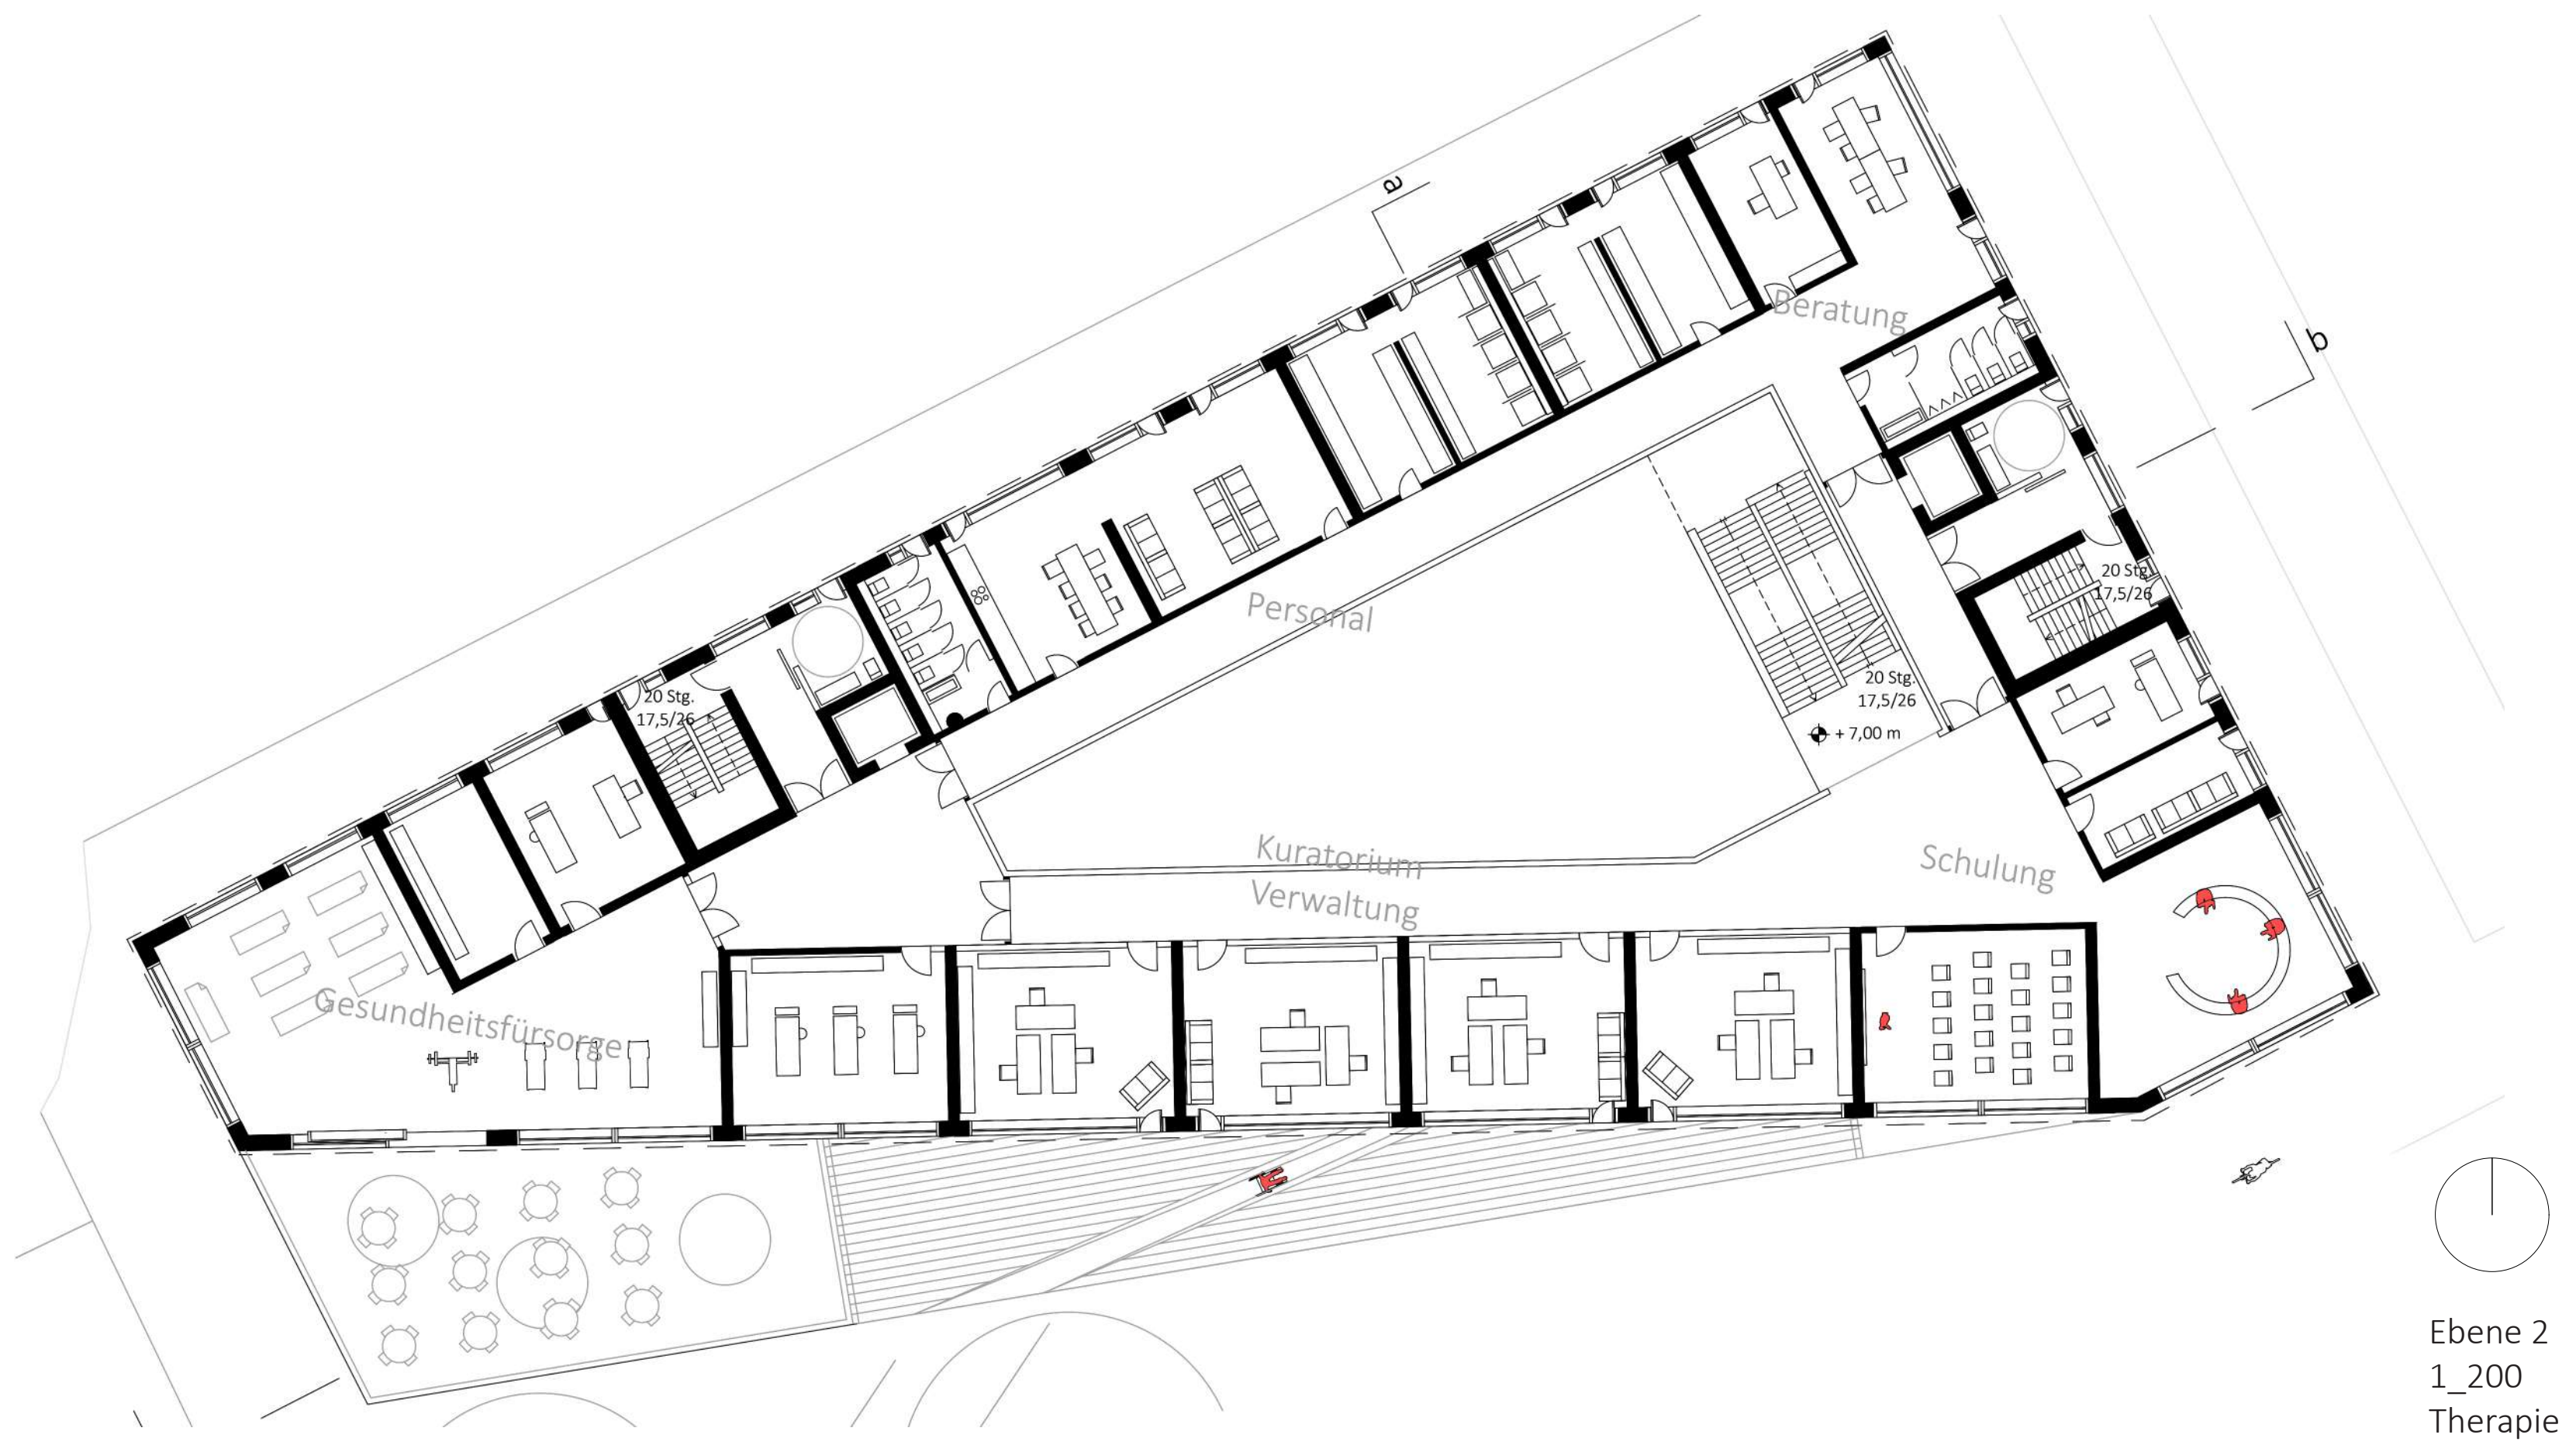 a
b
Beratung
Personal
20 Stg.
17,5/26
20 Stg.
17,5/26
20 Stg.
17,5/26
+ 7,00 m
Kuratorium
Verwaltung
Schulung
Gesundheitsfürsorge
Ebene 2
1_200
Therapie